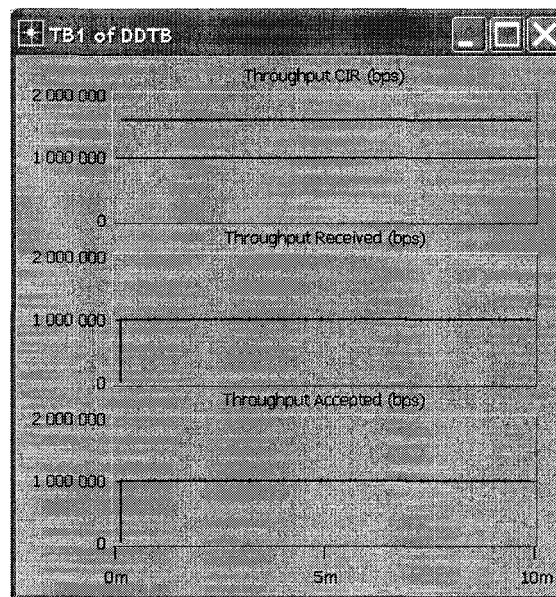 TB1 of DDTB
Throughput CIR (bps)
2 000 000
1 000 000
0
Throughput Received (bps)
2 000 000
1 000 000
0
Throughput Accepted (bps)
2 000 000
1 000 000
0
0m 5m 10m